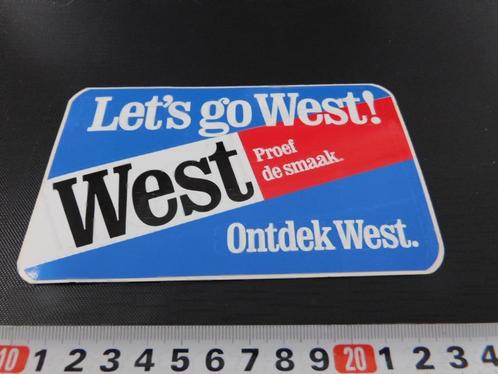 Let's go West!
West
Proef
de smaak.
Ontdek West.
10 1 2 3 4 5 6 7 8 9 20 1 2 3 4